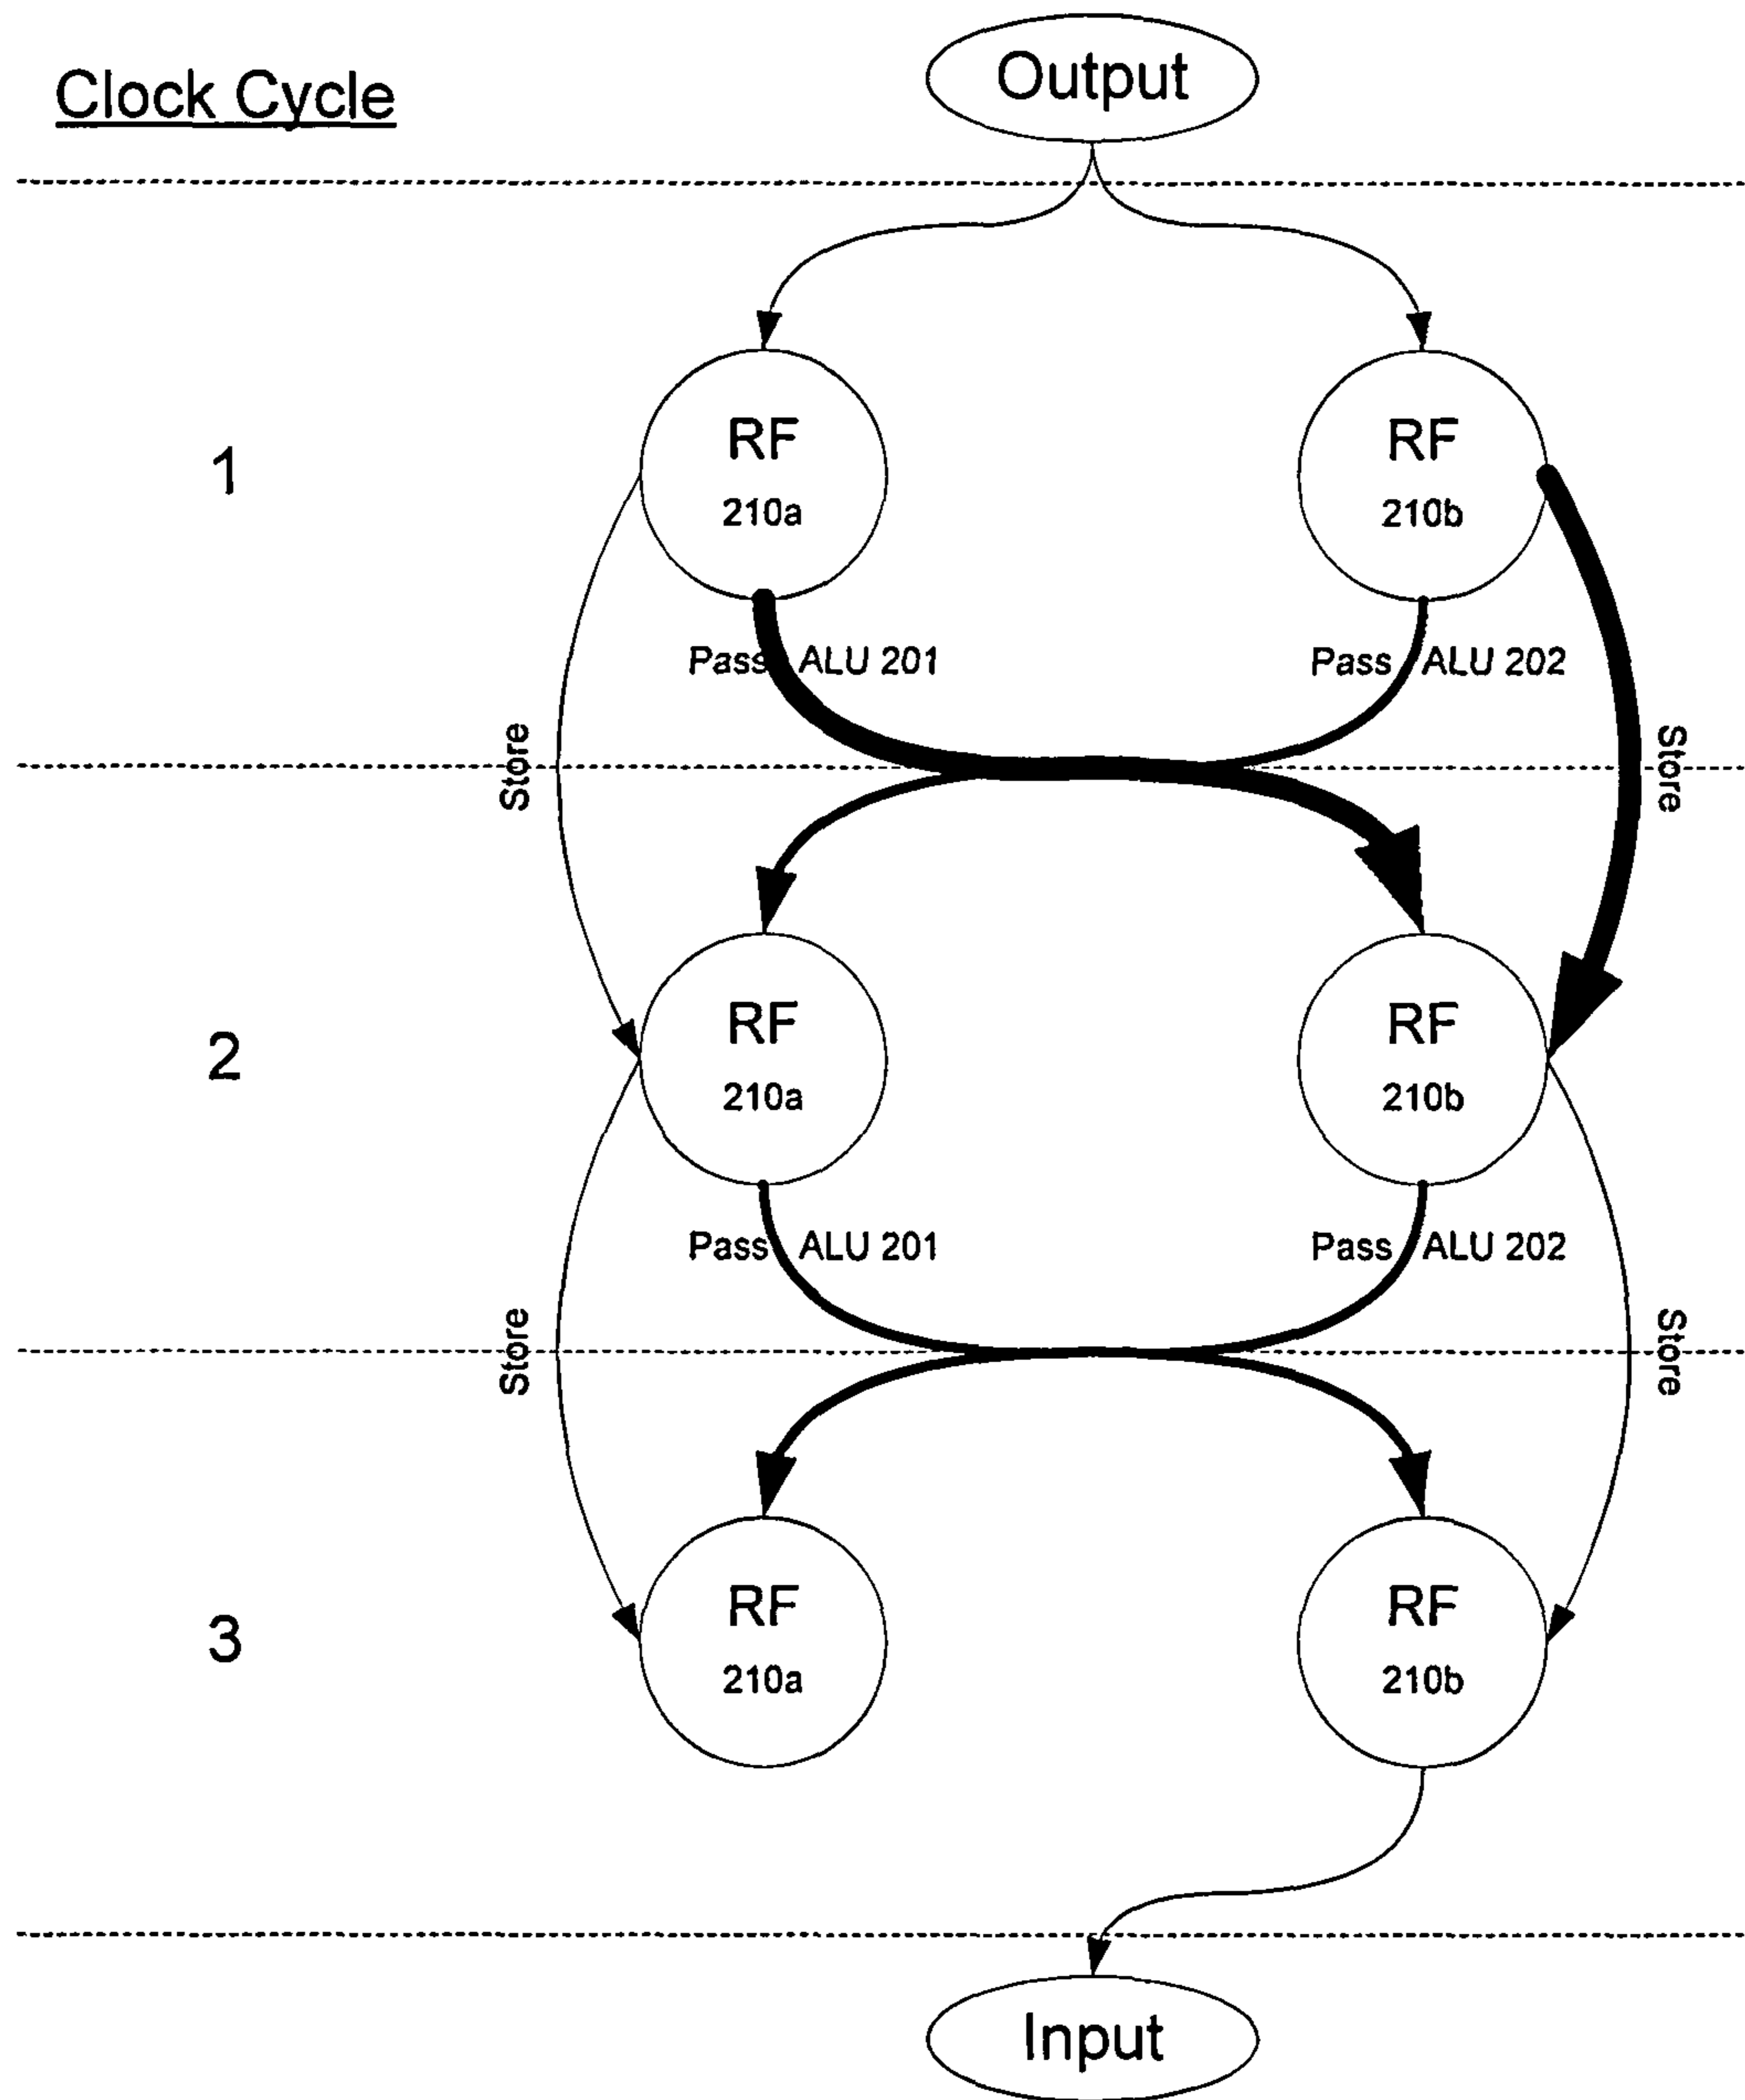 Output
Clock Cycle
1
RF
210a
RF
210b
Pass ALU 201
Pass ALU 202
Store
Store
2
RF
210a
RF
210b
Pass ALU 201
Pass ALU 202
Store
Store
3
RF
210a
RF
210b
Input